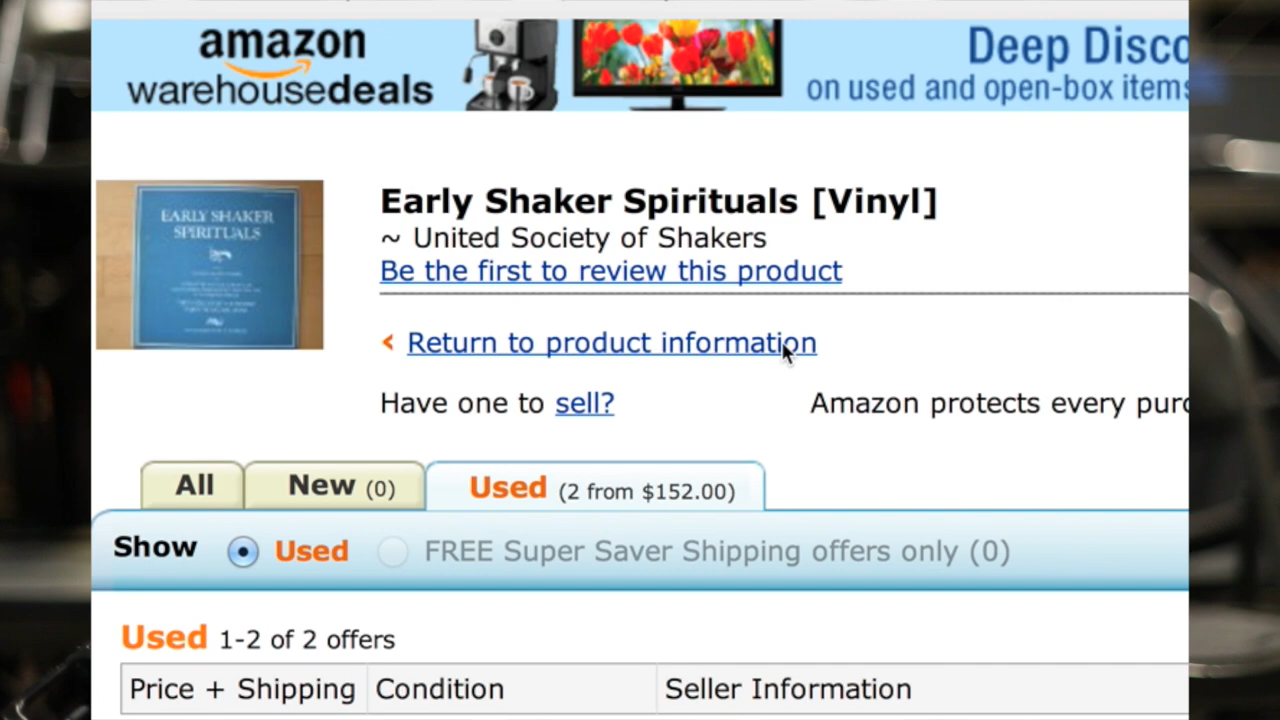 amazon
warehousedeals
Deep Disco
on used and open-box items
EARLY SHAKER
SPIRITUALS
Early Shaker Spirituals [Vinyl]
~ United Society of Shakers
Be the first to review this product
Return to product information
Have one to sell?
Amazon protects every purc
All
New (0)
Used (2 from $152.00)
Show
Used
FREE Super Saver Shipping offers only (0)
Used 1-2 of 2 offers
Price + Shipping
Condition
Seller Information